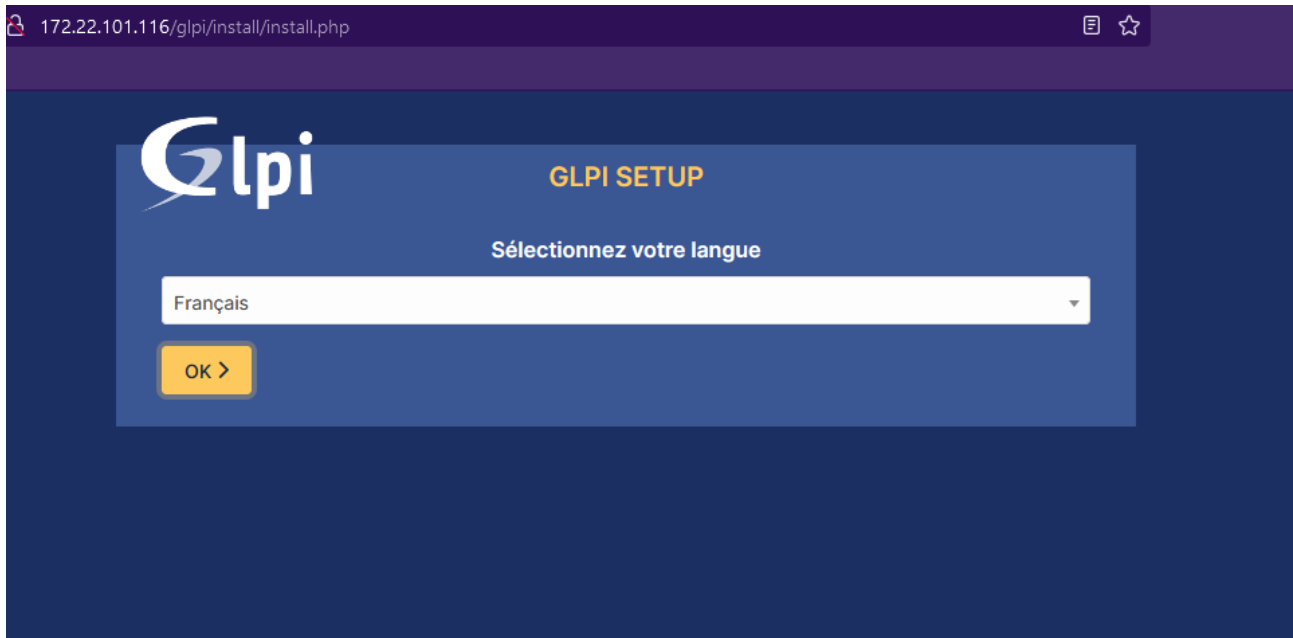 172.22.101.116/glpi/install/install.php
Glpi
GLPI SETUP
Sélectionnez votre langue
Français
OK